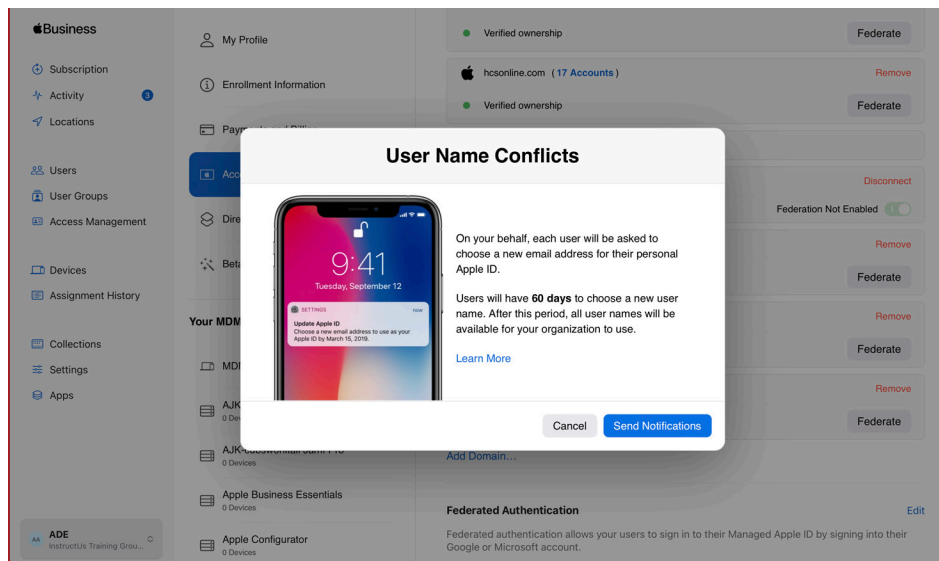 Business
Subscription
Activity 3
Locations
Users
User Groups
Access Management
Devices
Assignment History
Collections
Settings
Apps
AA ADE
InstructUs Training Grou...
My Profile
Enrollment Information
Acc
Dire
Beta
Your MDM
MDM
AJK
0 Dev
0 Devices
Apple Business Essentials
0 Devices
Apple Configurator
0 Devices
Verified ownership Federate
hcsonline.com (17 Accounts) Remove
Verified ownership Federate
Disconnect
Federation Not Enabled
Remove
Federate
Remove
Federate
Remove
Federate
Add Domain...
Federated Authentication Edit
Federated authentication allows your users to sign in to their Managed Apple ID by signing into their
Google or Microsoft account.
User Name Conflicts
9:41
Tuesday, September 12
SETTINGS now
Update Apple ID
Choose a new email address to use as your
Apple ID by March 15, 2019.
On your behalf, each user will be asked to
choose a new email address for their personal
Apple ID.
Users will have 60 days to choose a new user
name. After this period, all user names will be
available for your organization to use.
Learn More
Cancel Send Notifications